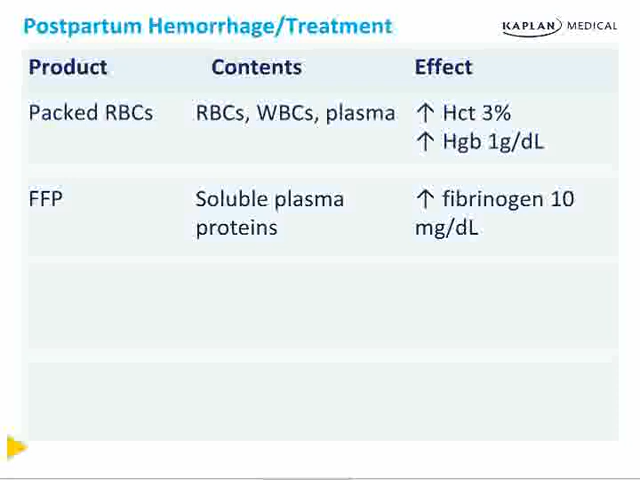 Postpartum Hemorrhage/Treatment
KAPLAN MEDICAL
Product Contents Effect
Packed RBCs RBCs, WBCs, plasma ↑ Hct 3%
↑ Hgb 1g/dL
FFP Soluble plasma ↑ fibrinogen 10
proteins mg/dL